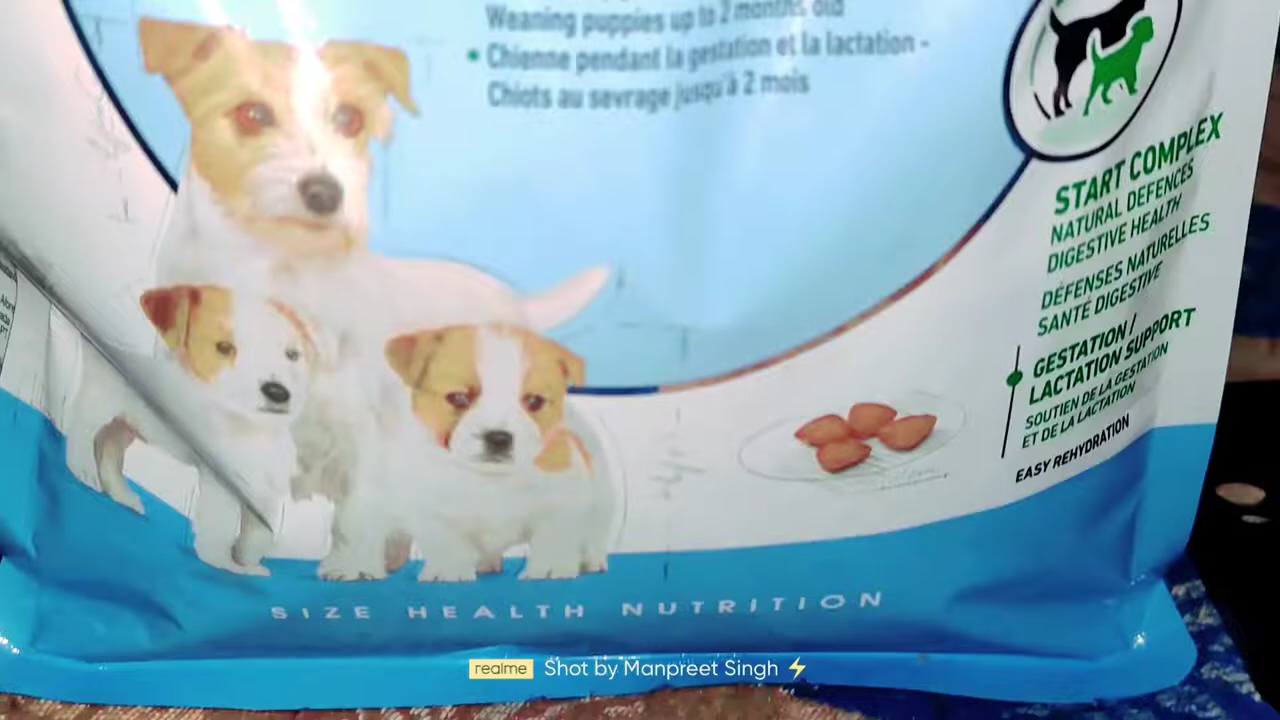 Weaning puppies up to 2 months old
• Chienne pendant la gestation et la lactation -
Chiots au sevrage jusqu'à 2 mois
START COMPLEX
NATURAL DEFENCES
DIGESTIVE HEALTH
DÉFENSES NATURELLES
SANTÉ DIGESTIVE
GESTATION /
LACTATION SUPPORT
SOUTIEN DE LA GESTATION
ET DE LA LACTATION
EASY REHYDRATION
SIZE HEALTH NUTRITION
realme Shot by Manpreet Singh ⚡